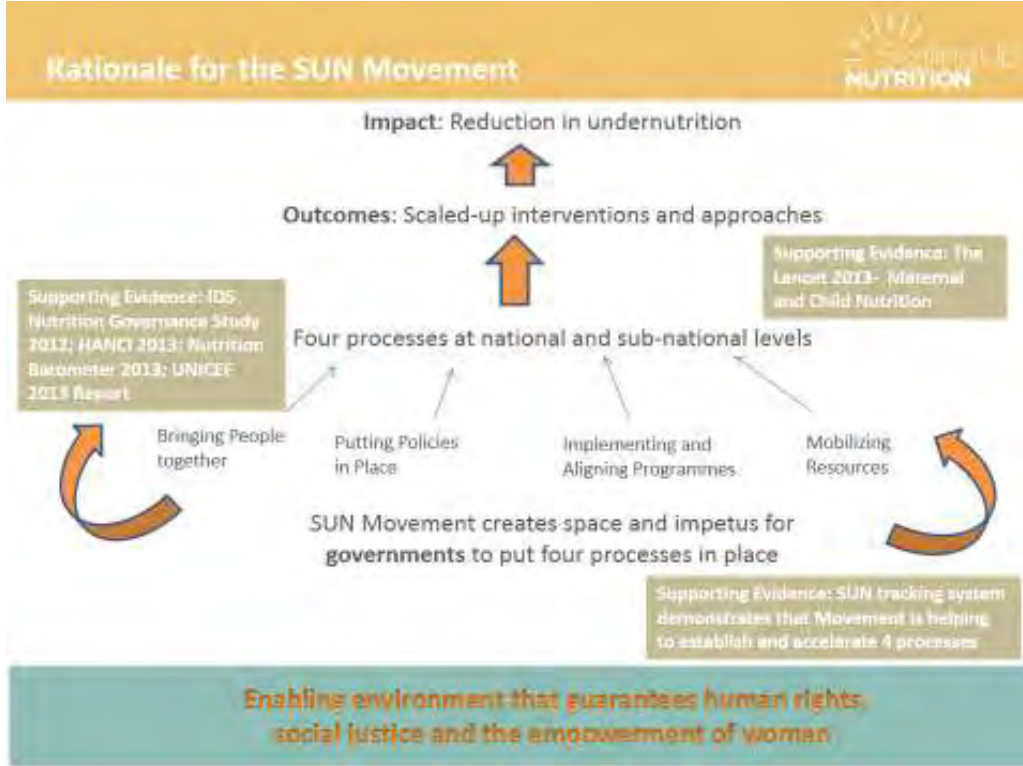 Rationale for the SUN Movement
Scaling Up
NUTRITION
Impact: Reduction in undernutrition
Outcomes: Scaled-up interventions and approaches
Supporting Evidence: The
Lancet 2013- Maternal
and Child Nutrition
Supporting Evidence: IDS
Nutrition Governance Study
2012; HANCI 2013; Nutrition
Barometer 2013; UNICEF
2013 Report
Four processes at national and sub-national levels
Bringing People
together
Putting Policies
in Place
Implementing and
Aligning Programmes
Mobilizing
Resources
SUN Movement creates space and impetus for
governments to put four processes in place
Supporting Evidence: SUN tracking system
demonstrates that Movement is helping
to establish and accelerate 4 processes
Enabling environment that guarantees human rights,
social justice and the empowerment of woman